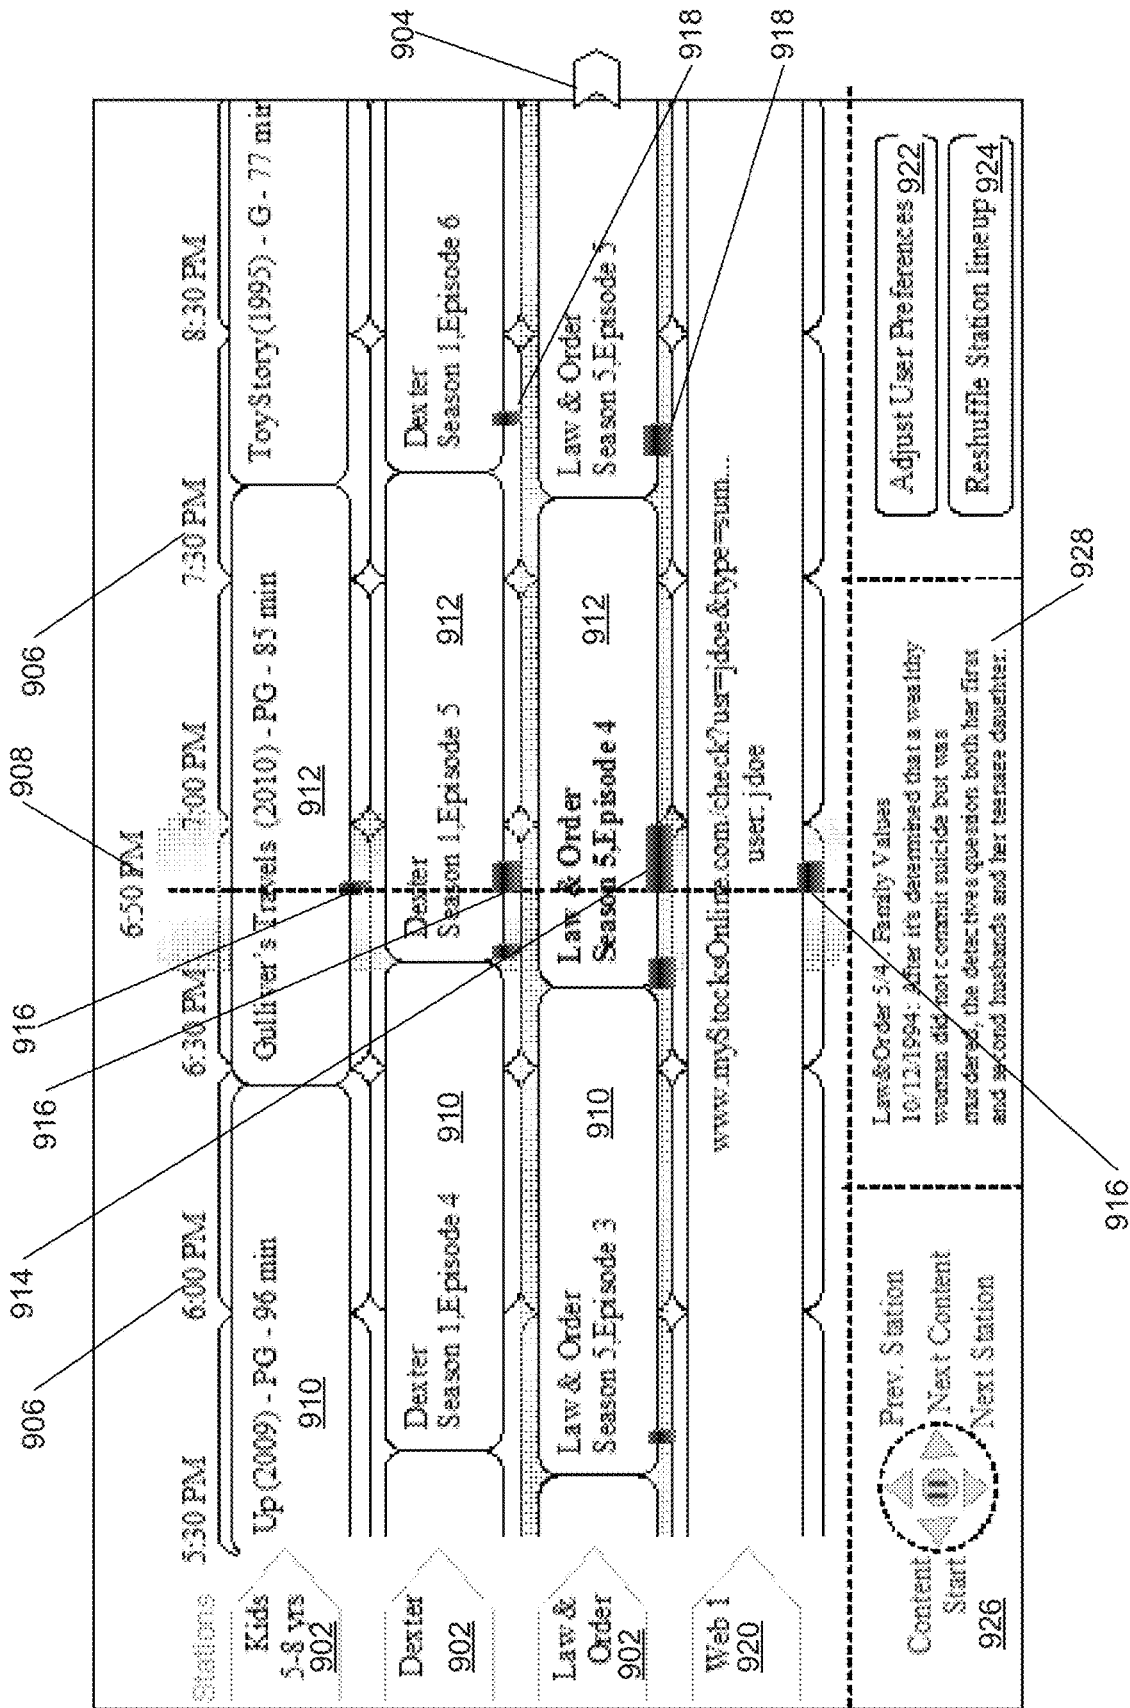 906
908
906
916
916
914
904
918
918
6:50 PM
Stations
5:30 PM
6:00 PM
6:30 PM
7:00 PM
7:30 PM
8:30 PM
Kids
5-8 yrs
902
Up (2009) - PG - 96 min
910
Gulliver's Travels (2010) - PG - 85 min
912
Toy Story (1995) - G - 77 min
Dexter
902
Dexter
Season 1, Episode 4
910
Dexter
Season 1, Episode 5
912
Dexter
Season 1, Episode 6
Law &
Order
902
Law & Order
Season 5, Episode 3
910
Law & Order
Season 5, Episode 4
912
Law & Order
Season 5, Episode 5
Web 1
920
www.myStocksOnline.com/check?usr=jdoe&type=sum...
user: jdoe
Content
Start
926
Prev. Station
Next Content
Next Station
Law&Order 5/4 - Family Values
10/12/1994: After it's determined that a wealthy
woman did not commit suicide but was
murdered, the detectives question both her first
and second husbands and her teenage daughter.
Adjust User Preferences 922
Reshuffle Station lineup 924
916
928